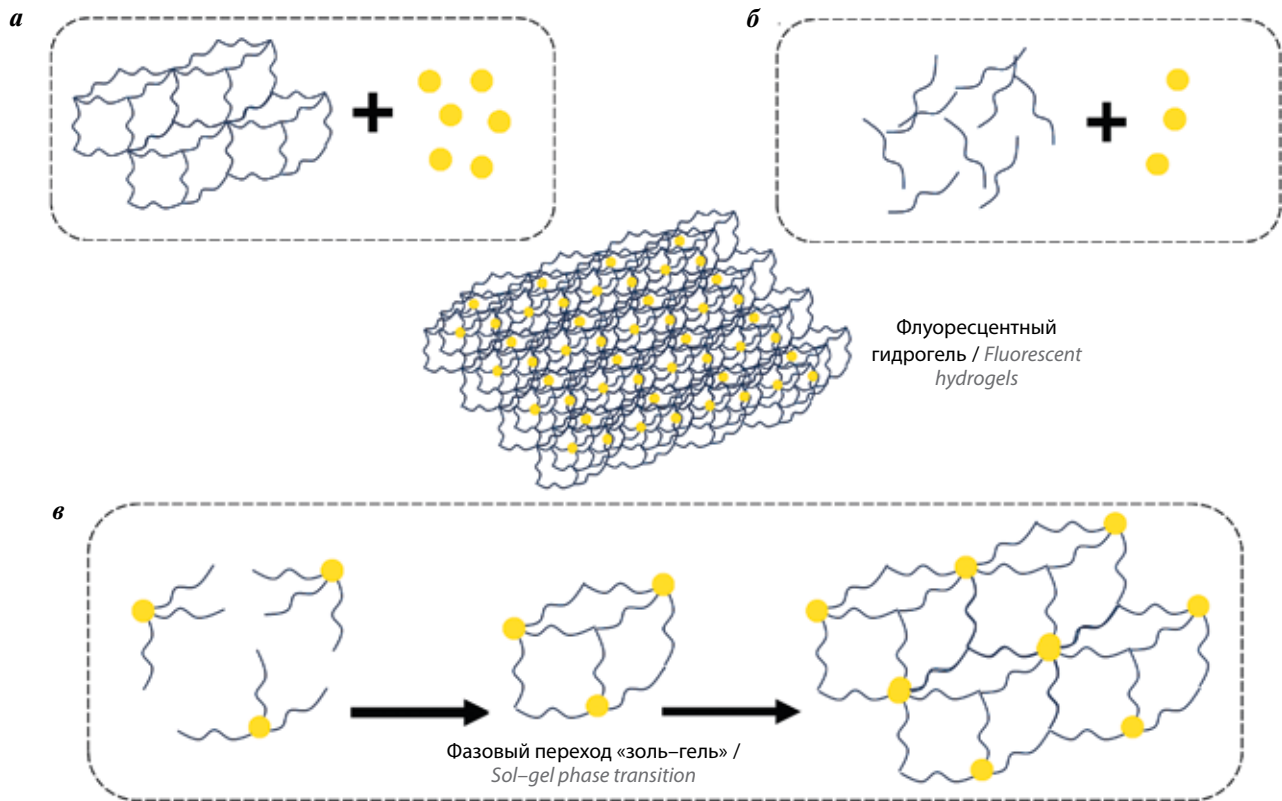 а
б
Флуоресцентный
гидрогель / Fluorescent
hydrogels
в
Фазовый переход «золь–гель» /
Sol–gel phase transition